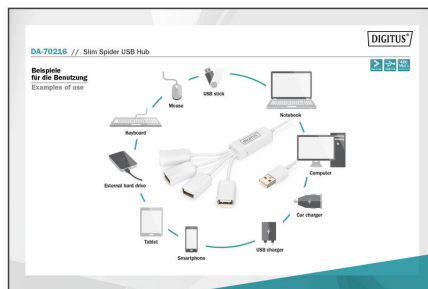 DIGITUS®
DA-70216 // Slim Spider USB Hub
Beispiele
für die Benutzung
Examples of use
Mouse
USB stick
Notebook
Keyboard
DIGITUS
Computer
External hard drive
Car charger
Tablet
USB charger
Smartphone